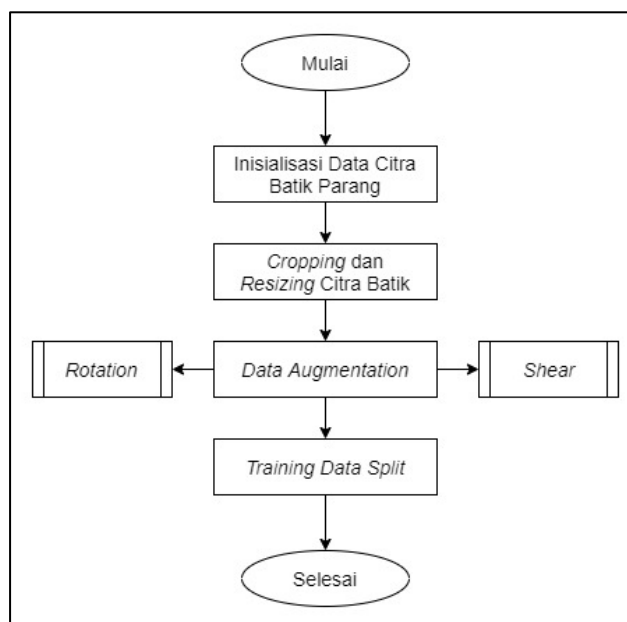 Mulai
Inisialisasi Data Citra
Batik Parang
Cropping dan
Resizing Citra Batik
Rotation
Data Augmentation
Shear
Training Data Split
Selesai